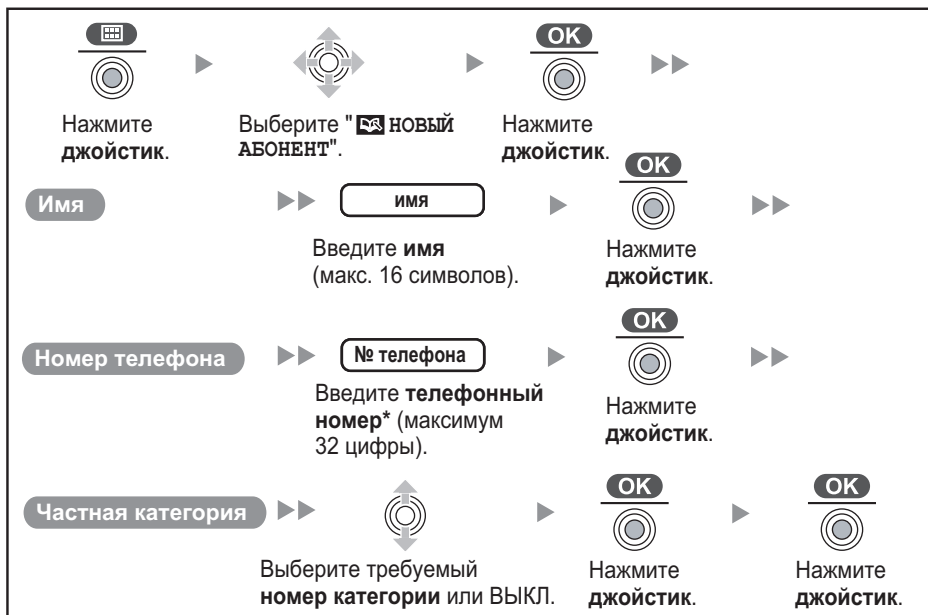 OK
Нажмите
джойстик.
Выберите " НОВЫЙ
АБОНЕНТ".
Нажмите
джойстик.
Имя
имя
Введите имя
(макс. 16 символов).
OK
Нажмите
джойстик.
Номер телефона
№ телефона
Введите телефонный
номер* (максимум
32 цифры).
OK
Нажмите
джойстик.
Частная категория
Выберите требуемый
номер категории или ВЫКЛ.
OK
Нажмите
джойстик.
OK
Нажмите
джойстик.